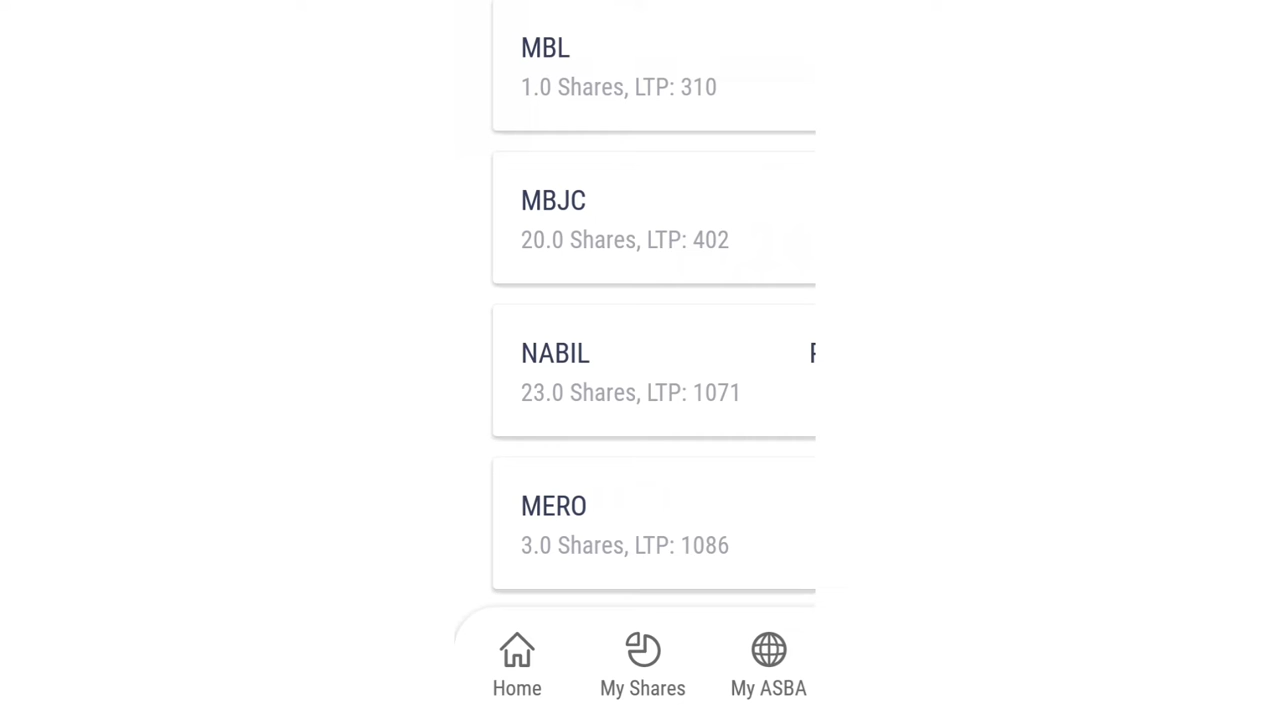 MBL
1.0 Shares, LTP: 310
MBJC
20.0 Shares, LTP: 402
NABIL
23.0 Shares, LTP: 1071
MERO
3.0 Shares, LTP: 1086
Home My Shares My ASBA